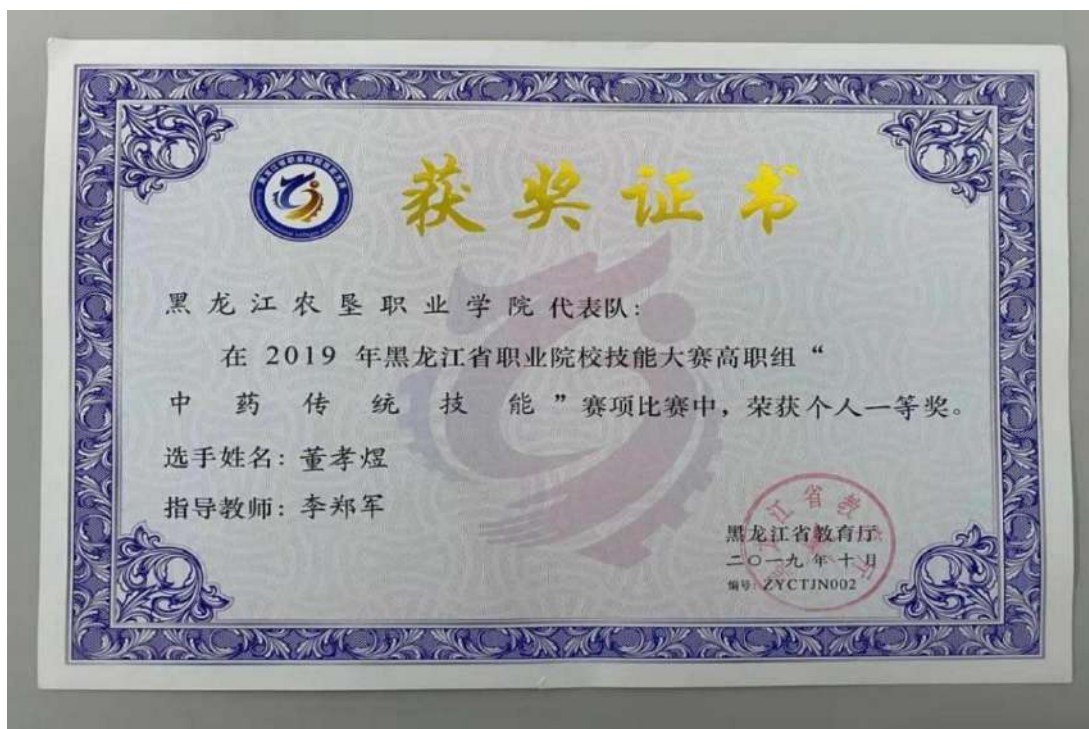 获奖证书
黑龙江农垦职业学院代表队：
在 2019 年黑龙江省职业院校技能大赛高职组“
中药传统技能”赛项比赛中，荣获个人一等奖。
选手姓名：董孝煜
指导教师：李郑军
黑龙江省教育厅
二○一九年十月
编号：ZYCTJN002